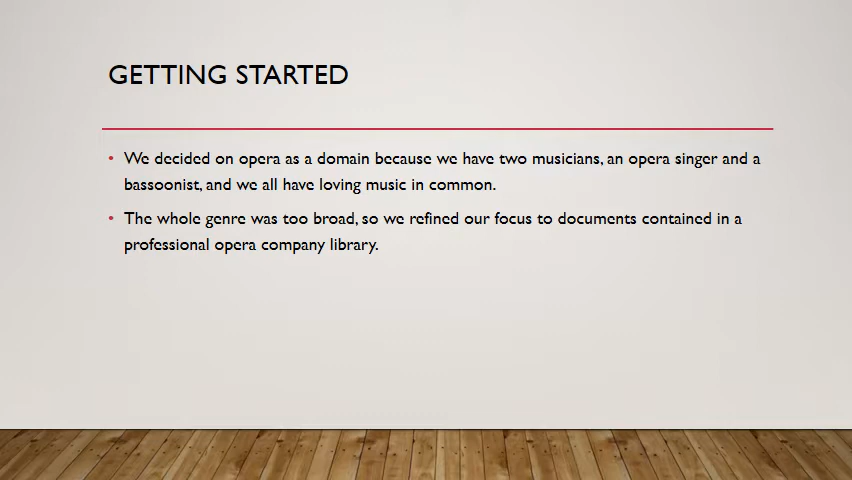 GETTING STARTED
• We decided on opera as a domain because we have two musicians, an opera singer and a
bassoonist, and we all have loving music in common.
• The whole genre was too broad, so we refined our focus to documents contained in a
professional opera company library.